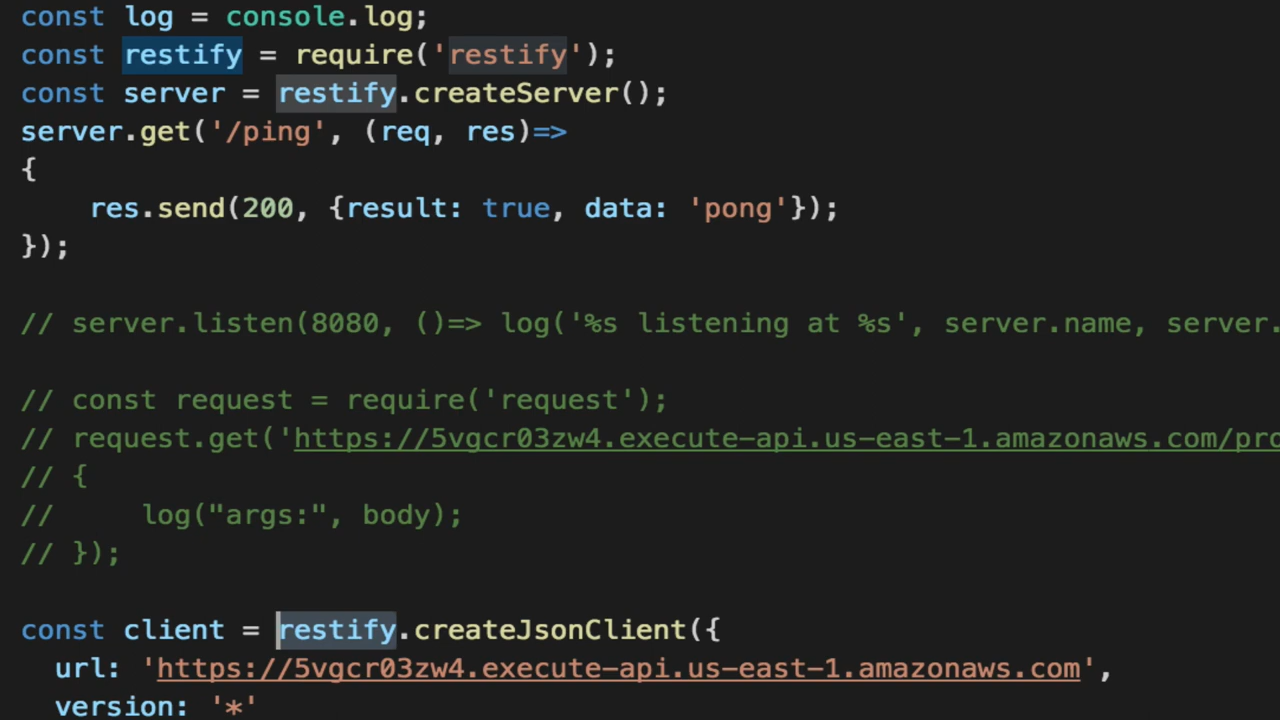 const log = console.log;
const restify = require('restify');
const server = restify.createServer();
server.get('/ping', (req, res)=>
{
    res.send(200, {result: true, data: 'pong'});
});
// server.listen(8080, ()=> log('%s listening at %s', server.name, server.
// const request = require('request');
// request.get('https://5vgcr03zw4.execute-api.us-east-1.amazonaws.com/pro
// {
//     log("args:", body);
// });
const client = restify.createJsonClient({
  url: 'https://5vgcr03zw4.execute-api.us-east-1.amazonaws.com',
  version: '*'